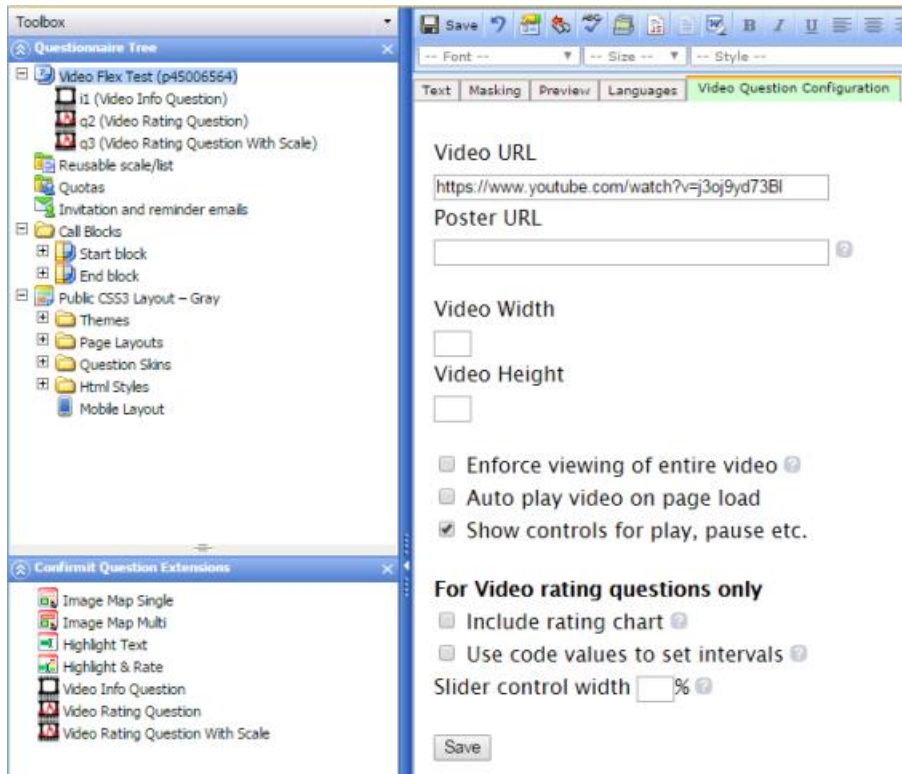 Toolbox
Questionnaire Tree
Video Flex Test (p45006564)
i1 (Video Info Question)
q2 (Video Rating Question)
q3 (Video Rating Question With Scale)
Reusable scale/list
Quotas
Invitation and reminder emails
Call Blocks
Start block
End block
Public CSS3 Layout – Gray
Themes
Page Layouts
Question Skins
Html Styles
Mobile Layout
Confirmit Question Extensions
Image Map Single
Image Map Multi
Highlight Text
Highlight & Rate
Video Info Question
Video Rating Question
Video Rating Question With Scale
Save
B I U
-- Font -- -- Size -- -- Style --
Text Masking Preview Languages Video Question Configuration
Video URL
https://www.youtube.com/watch?v=j3oj9yd73BI
Poster URL
Video Width
Video Height
Enforce viewing of entire video
Auto play video on page load
Show controls for play, pause etc.
For Video rating questions only
Include rating chart
Use code values to set intervals
Slider control width %
Save